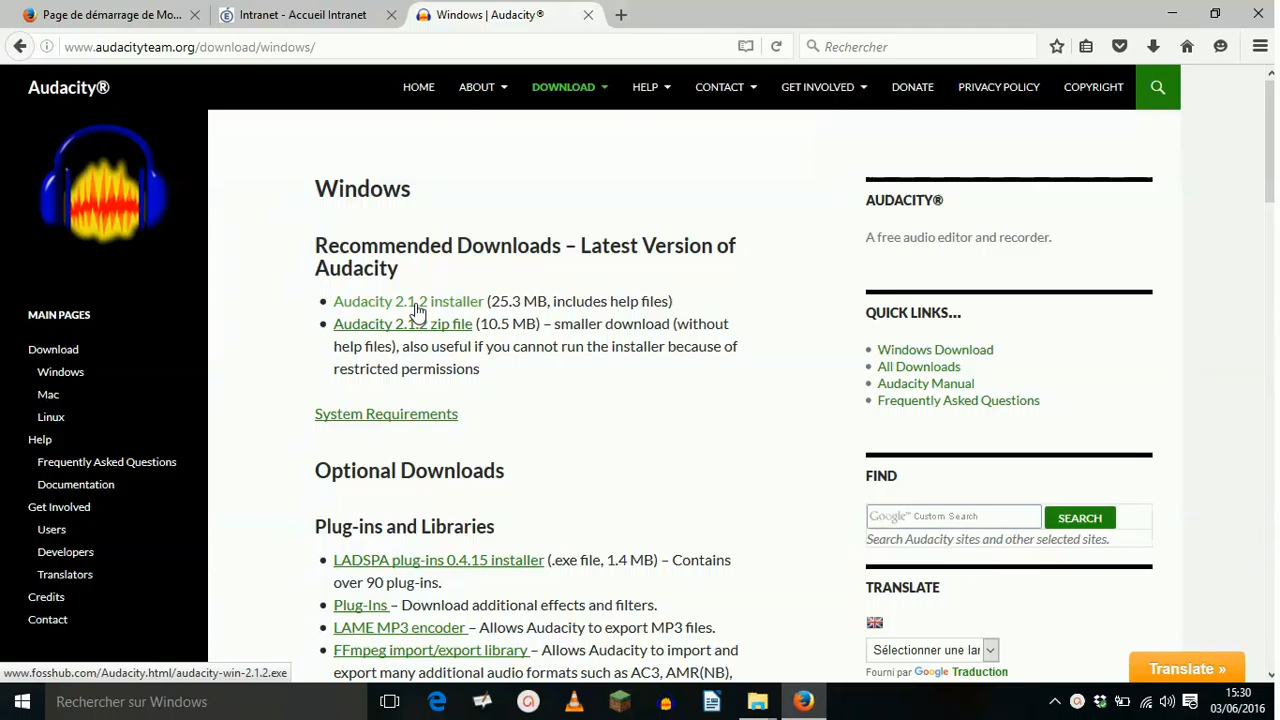 Page de démarrage de Mo...
Intranet - Accueil Intranet
Windows | Audacity®
www.audacityteam.org/download/windows/
Rechercher
Audacity®
HOME ABOUT DOWNLOAD HELP CONTACT GET INVOLVED DONATE PRIVACY POLICY COPYRIGHT
MAIN PAGES
Download
Windows
Mac
Linux
Help
Frequently Asked Questions
Documentation
Get Involved
Users
Developers
Translators
Credits
Contact
Windows
Recommended Downloads – Latest Version of
Audacity
Audacity 2.1.2 installer (25.3 MB, includes help files)
Audacity 2.1.2 zip file (10.5 MB) – smaller download (without
help files), also useful if you cannot run the installer because of
restricted permissions
System Requirements
Optional Downloads
Plug-ins and Libraries
LADSPA plug-ins 0.4.15 installer (.exe file, 1.4 MB) – Contains
over 90 plug-ins.
Plug-Ins – Download additional effects and filters.
LAME MP3 encoder – Allows Audacity to export MP3 files.
FFmpeg import/export library – Allows Audacity to import and
export many additional audio formats such as AC3, AMR(NB),
AUDACITY®
A free audio editor and recorder.
QUICK LINKS...
Windows Download
All Downloads
Audacity Manual
Frequently Asked Questions
FIND
Google™ Custom Search
SEARCH
Search Audacity sites and other selected sites.
TRANSLATE
Sélectionner une lan
Fourni par Google Traduction
Translate »
www.fosshub.com/Audacity.html/audacity-win-2.1.2.exe
Rechercher sur Windows
15:30
03/06/2016